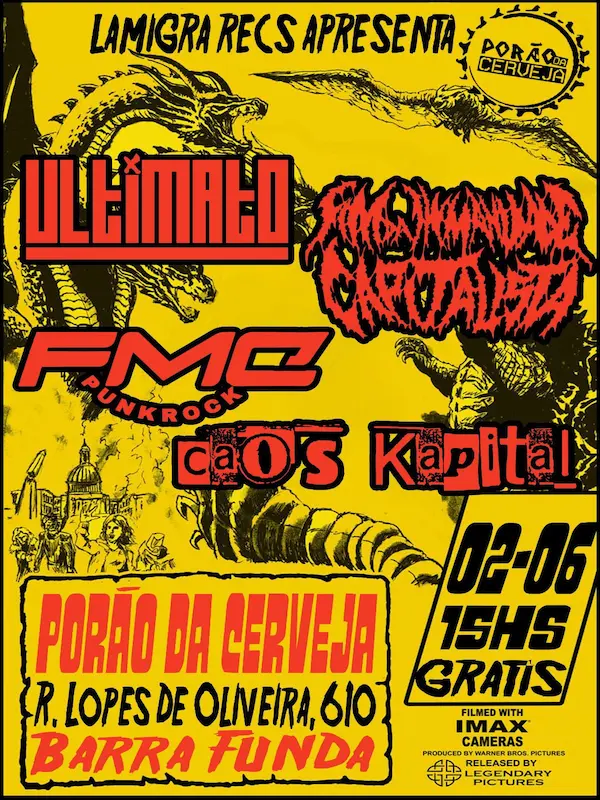 LAMIGRA RECS APRESENTA
PORÃO DA
CERVEJA
ULTIMATO
FIM DA HUMANIDADE
CAPITALISTA
FMC
PUNKROCK
CAOS KAPITAL
PORÃO DA CERVEJA
R. LOPES DE OLIVEIRA, 610
BARRA FUNDA
02-06
15HS
GRATIS
FILMED WITH
IMAX
CAMERAS
PRODUCED BY WARNER BROS. PICTURES
RELEASED BY
LEGENDARY
PICTURES